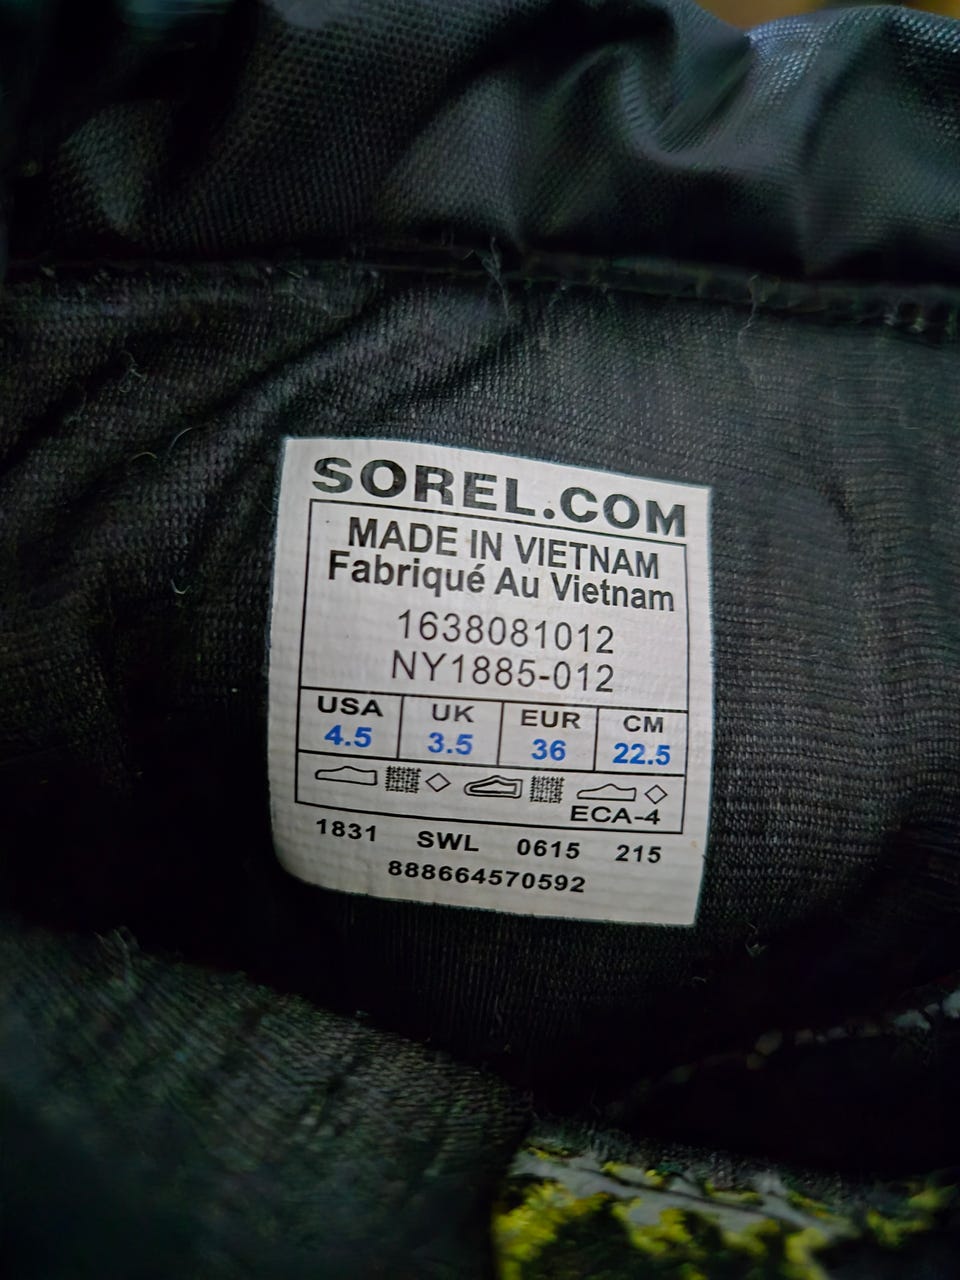 SOREL.COM
MADE IN VIETNAM
Fabriqué Au Vietnam
1638081012
NY1885-012
USA UK EUR CM
4.5 3.5 36 22.5
ECA-4
1831 SWL 0615 215
888664570592